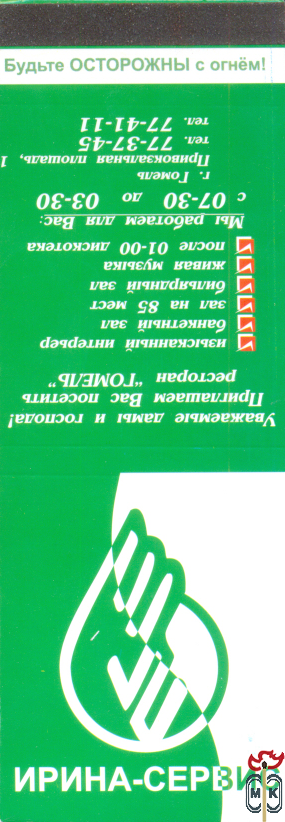 Будьте ОСТОРОЖНЫ с огнём!
Уважаемые дамы и господа!
Приглашаем Вас посетить
ресторан "ГОМЕЛЬ"
изысканный интерьер
банкетный зал
зал на 85 мест
бильярдный зал
живая музыка
после 01-00 дискотека
Мы работаем для Вас:
с 07-30 до 03-30
г. Гомель
Привокзальная площадь, 1
тел. 77-37-45
тел. 77-41-11
ИРИНА-СЕРВИС
МК